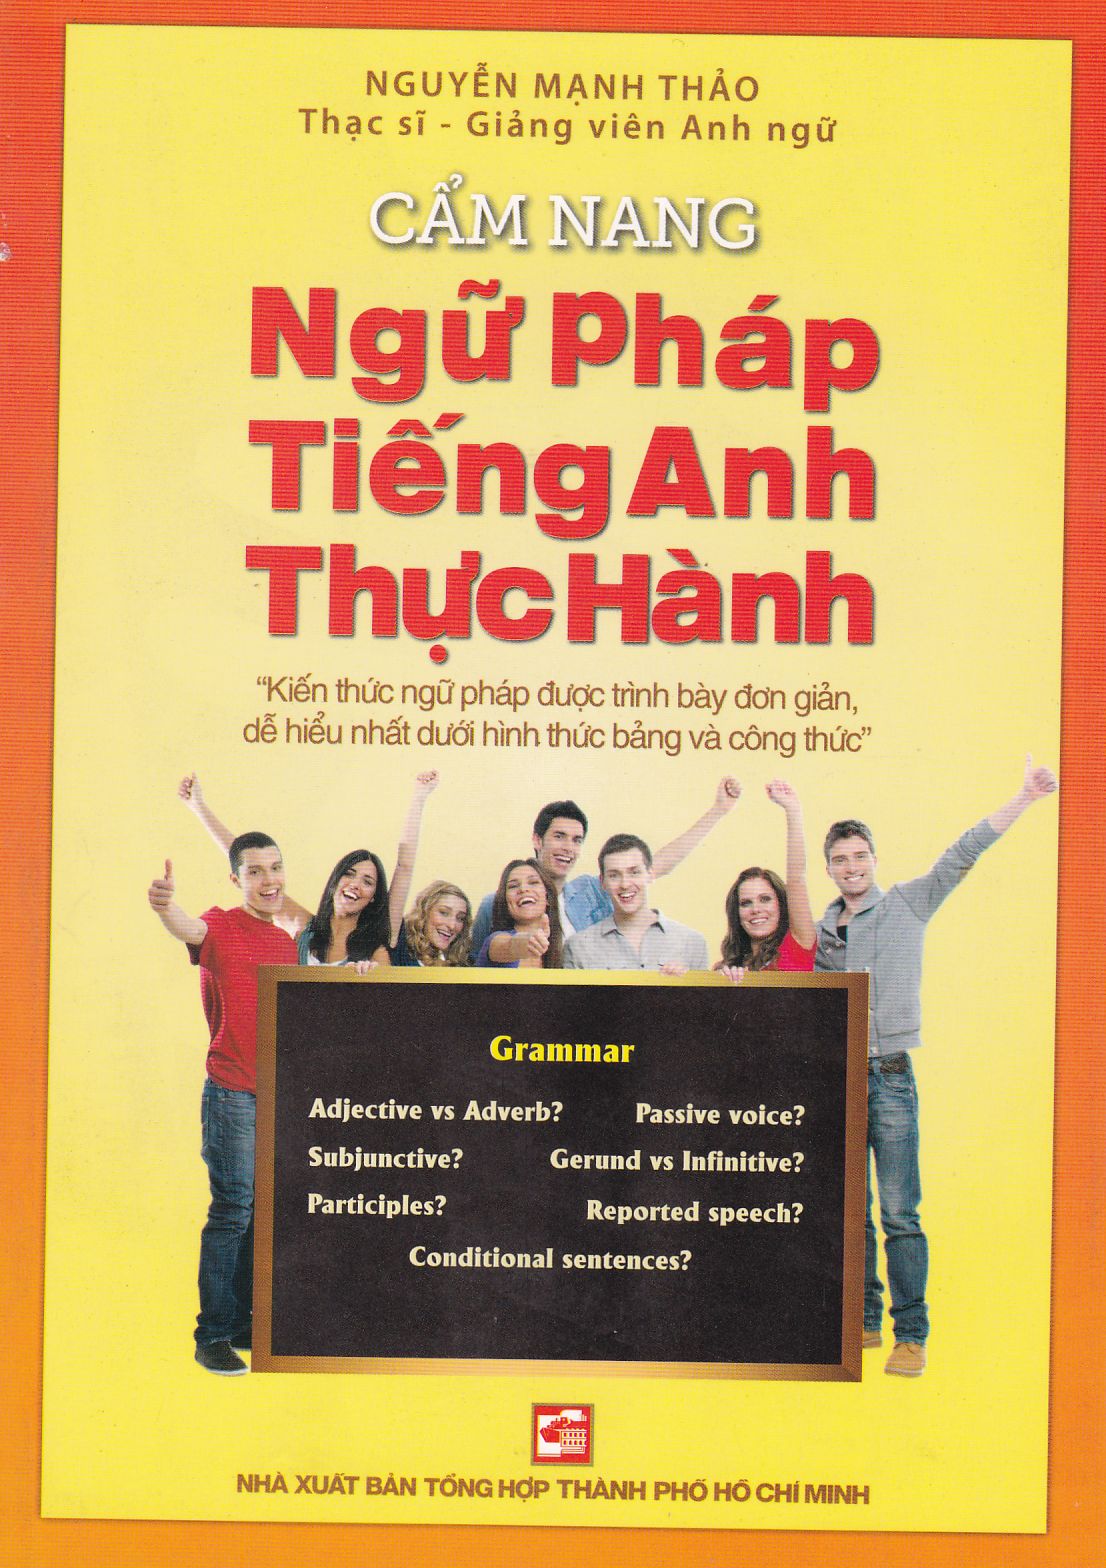 NGUYỄN MẠNH THẢO
Thạc sĩ - Giảng viên Anh ngữ
CẨM NANG
Ngữ Pháp
Tiếng Anh
Thực Hành
“Kiến thức ngữ pháp được trình bày đơn giản,
dễ hiểu nhất dưới hình thức bảng và công thức”
Grammar
Adjective vs Adverb? Passive voice?
Subjunctive? Gerund vs Infinitive?
Participles? Reported speech?
Conditional sentences?
NHÀ XUẤT BẢN TỔNG HỢP THÀNH PHỐ HỒ CHÍ MINH